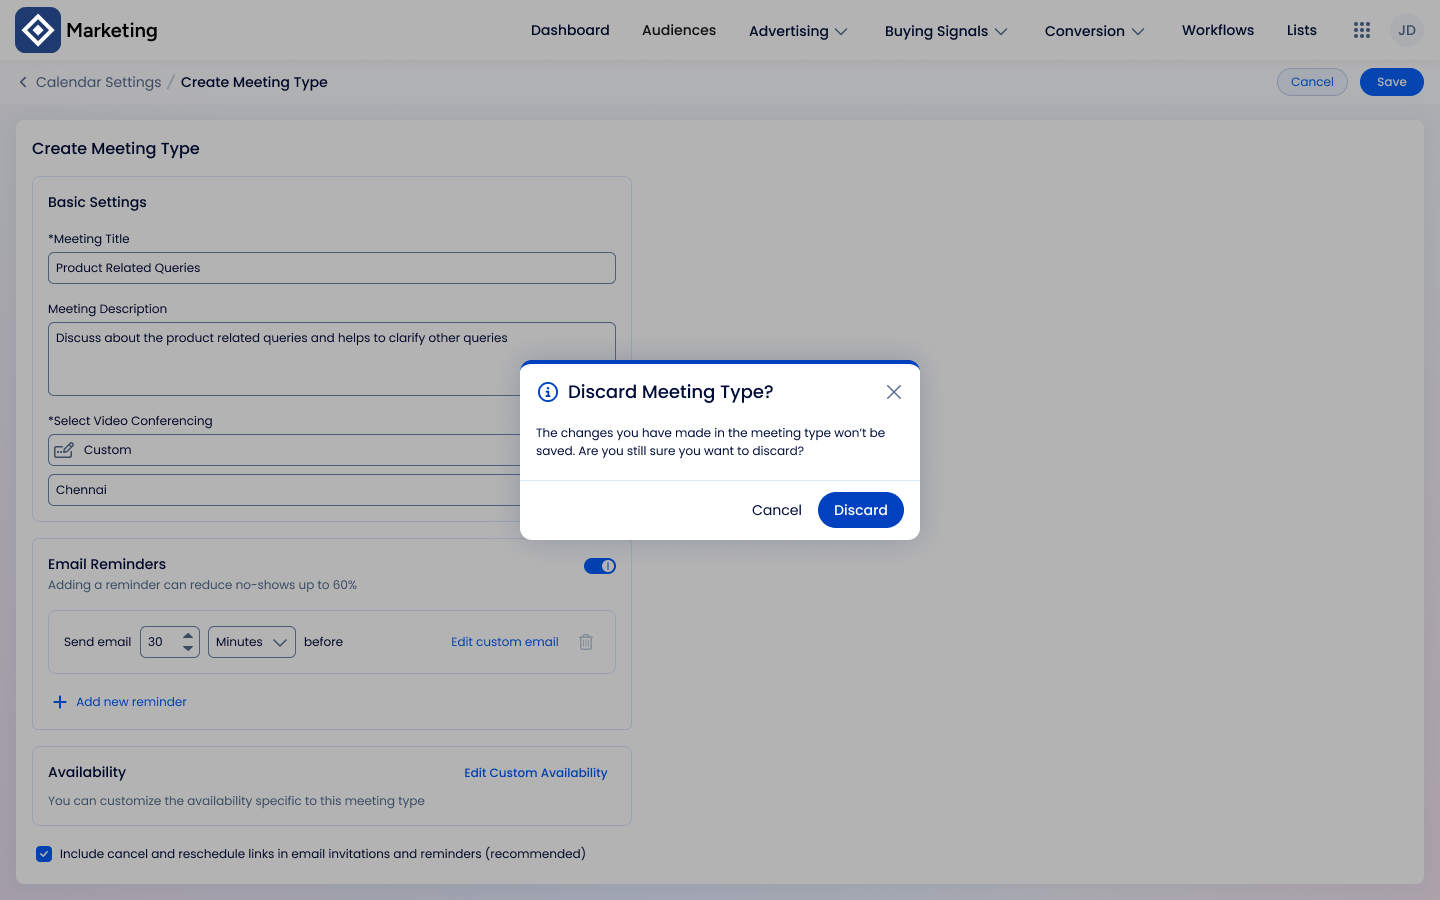 Marketing
Dashboard
Audiences
Advertising
Buying Signals
Conversion
Workflows
Lists
JD
Calendar Settings / Create Meeting Type
Cancel
Save
Create Meeting Type
Basic Settings
*Meeting Title
Product Related Queries
Meeting Description
Discuss about the product related queries and helps to clarify other queries
*Select Video Conferencing
Custom
Chennai
Discard Meeting Type?
The changes you have made in the meeting type won’t be
saved. Are you still sure you want to discard?
Cancel
Discard
Email Reminders
Adding a reminder can reduce no-shows up to 60%
Send email 30 Minutes before
Edit custom email
Add new reminder
Availability
Edit Custom Availability
You can customize the availability specific to this meeting type
Include cancel and reschedule links in email invitations and reminders (recommended)